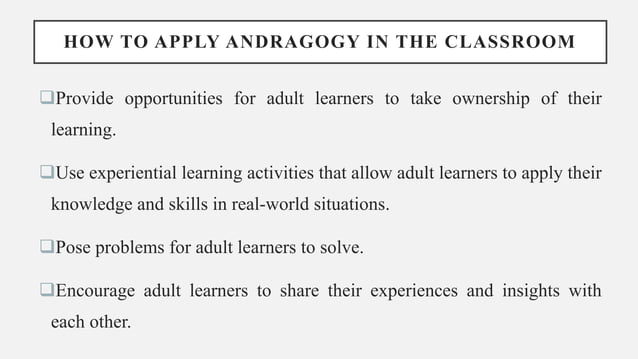 HOW TO APPLY ANDRAGOGY IN THE CLASSROOM
❑Provide opportunities for adult learners to take ownership of their
learning.
❑Use experiential learning activities that allow adult learners to apply their
knowledge and skills in real-world situations.
❑Pose problems for adult learners to solve.
❑Encourage adult learners to share their experiences and insights with
each other.